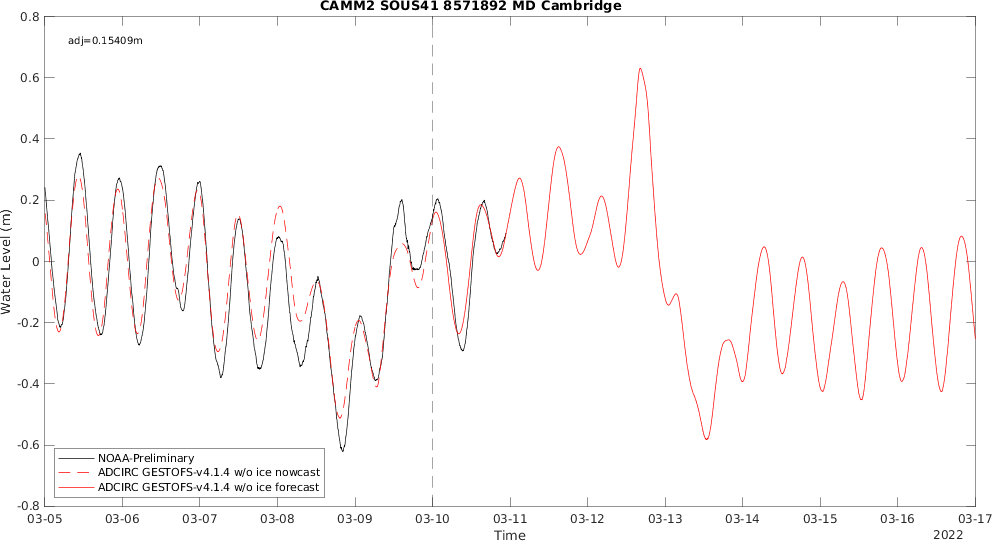 CAMM2 SOUS41 8571892 MD Cambridge
adj=0.15409m
0.8
0.6
0.4
0.2
0
-0.2
-0.4
-0.6
-0.8
Water Level (m)
NOAA-Preliminary
ADCIRC GESTOFS-v4.1.4 w/o ice nowcast
ADCIRC GESTOFS-v4.1.4 w/o ice forecast
03-05 03-06 03-07 03-08 03-09 03-10 03-11 03-12 03-13 03-14 03-15 03-16 03-17
Time
2022